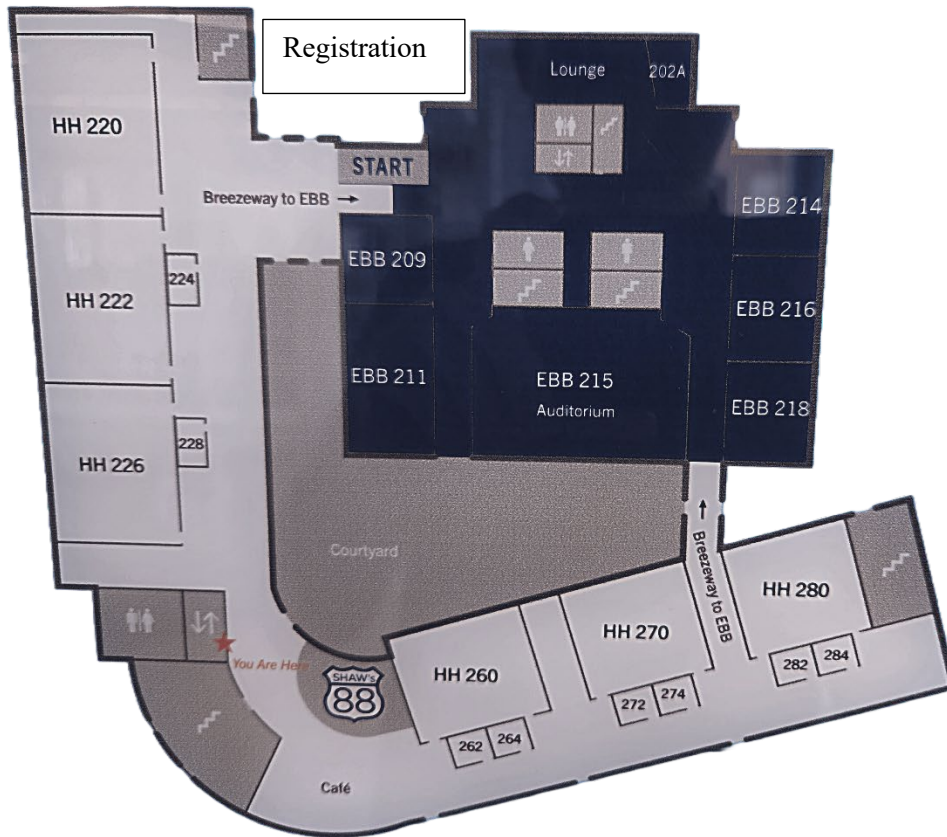 Registration
Lounge
202A
HH 220
START
Breezeway to EBB →
EBB 214
EBB 209
224
HH 222
EBB 216
EBB 211
EBB 215
Auditorium
EBB 218
228
HH 226
Courtyard
Breezeway to EBB →
HH 280
HH 270
You Are Here
SHAW's
88
HH 260
282
284
272
274
262
264
Café